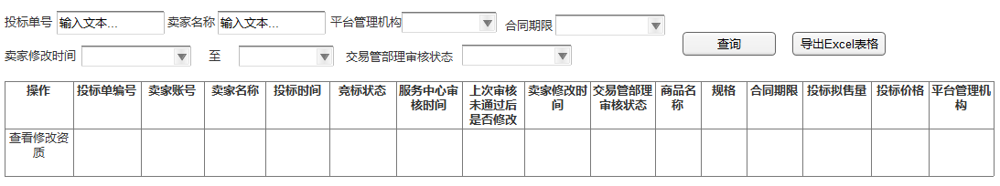 投标单号 输入文本... 卖家名称 输入文本... 平台管理机构 合同期限
卖家修改时间 至 交易管部理审核状态 查询 导出Excel表格
操作 投标单编号 卖家账号 卖家名称 投标时间 竞标状态 服务中心审核时间 上次审核未通过后是否修改 卖家修改时间 交易管部理审核状态 商品名称 规格 合同期限 投标拟售量 投标价格 平台管理机构
查看修改资质